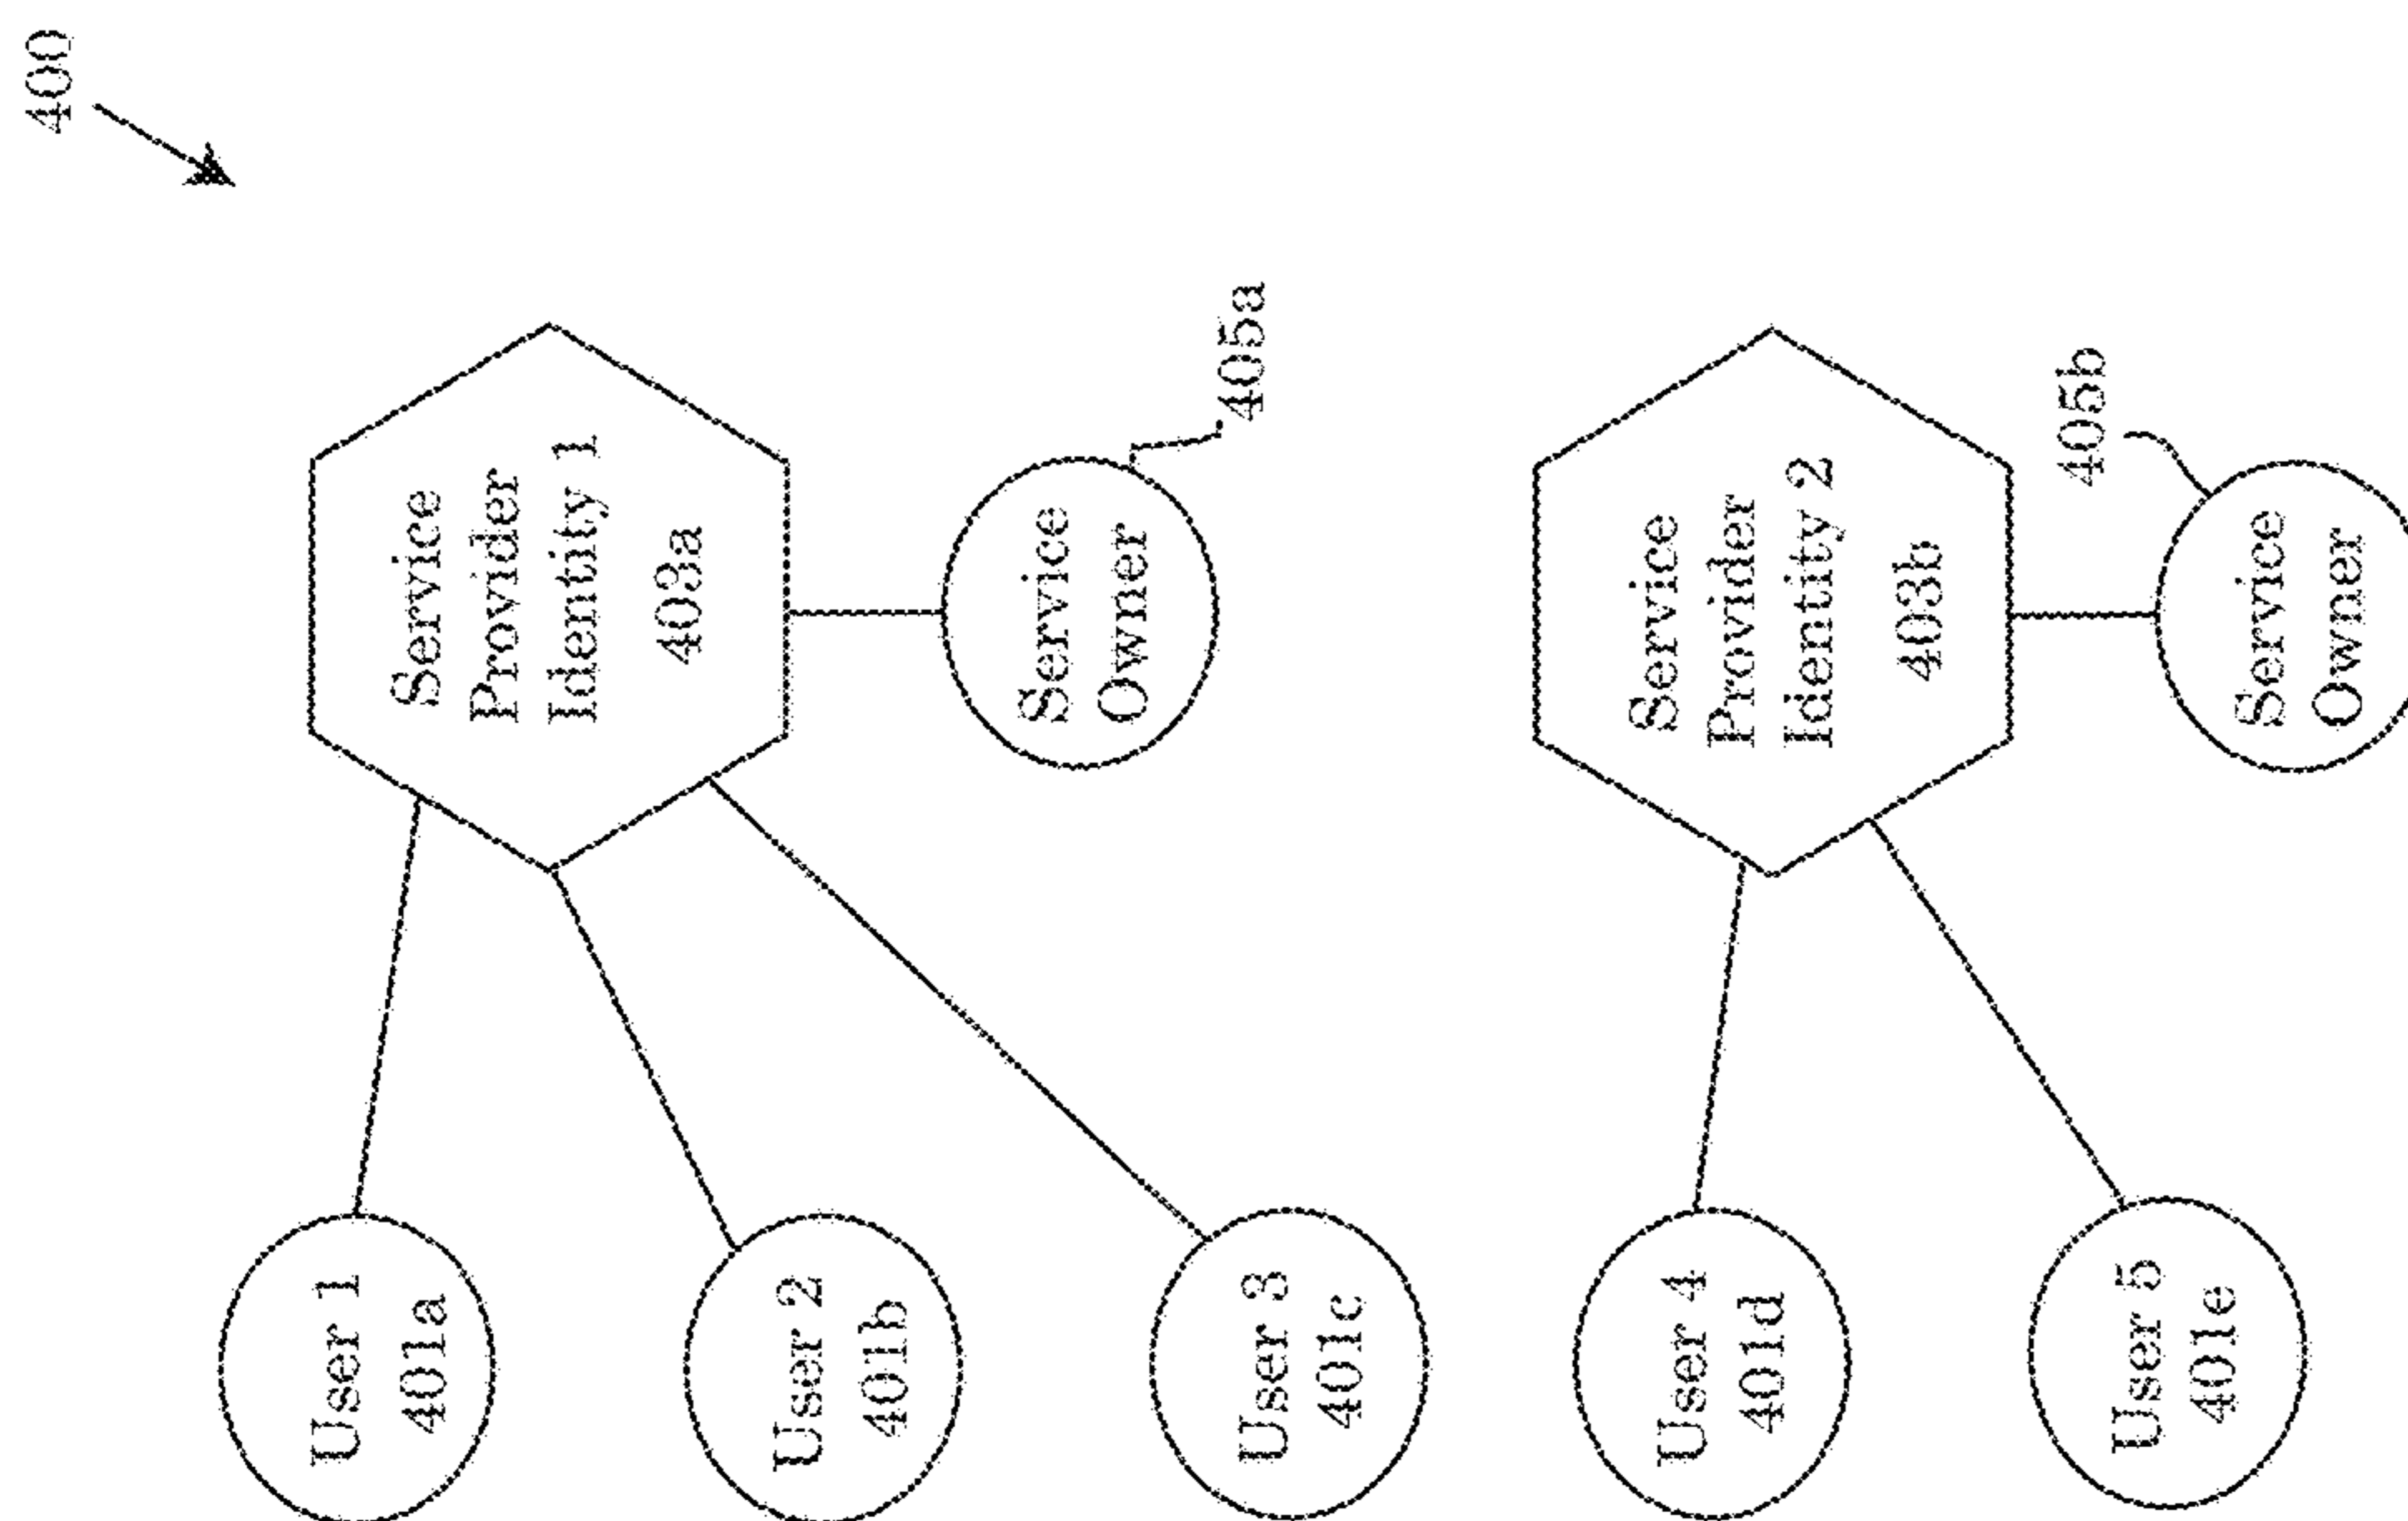 400
User 1
401a
Service
Provider
Identity 1
403a
User 2
401b
Service
Owner
405a
User 3
401c
User 4
401d
Service
Provider
Identity 2
403b
User 5
401e
Service
Owner
405b